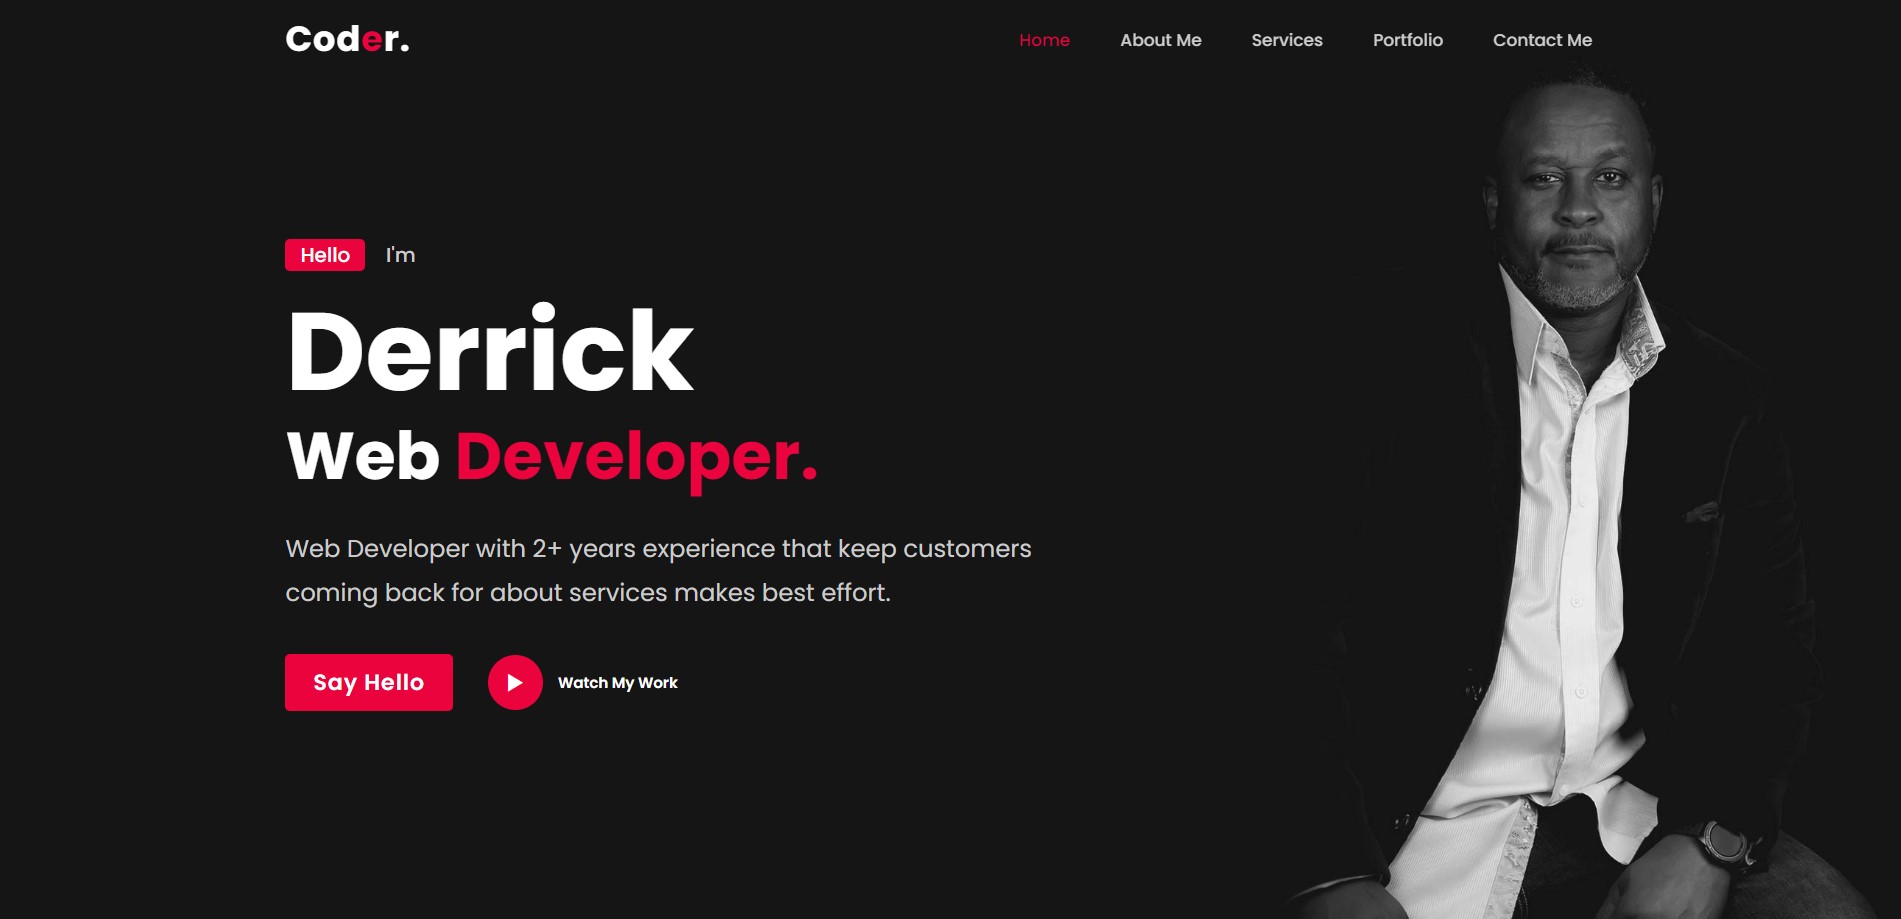 Coder.
Home About Me Services Portfolio Contact Me
Hello I'm
Derrick
Web Developer.
Web Developer with 2+ years experience that keep customers
coming back for about services makes best effort.
Say Hello Watch My Work